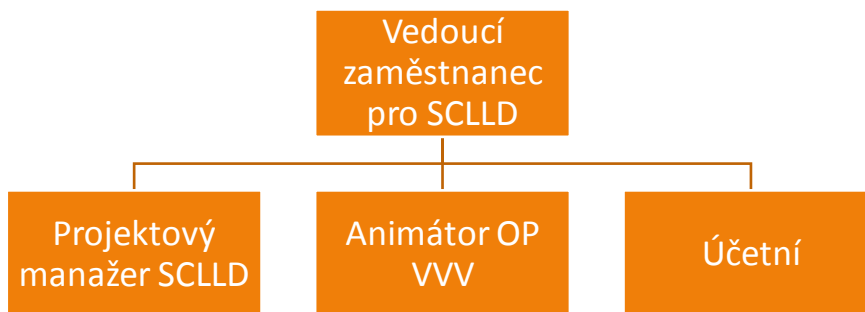 Vedoucí
zaměstnanec
pro SCLLD
Projektový
manažer SCLLD
Animátor OP
VVV
Účetní